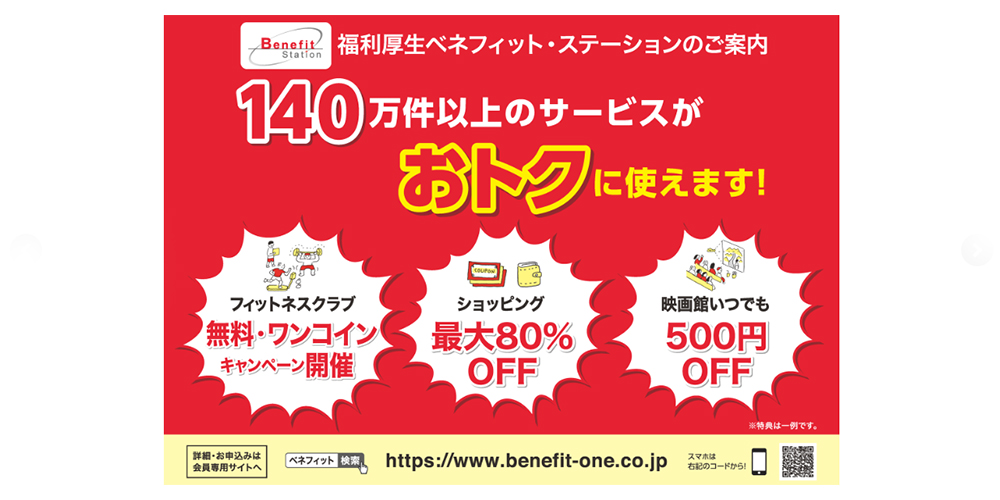 Benefit
Station
福利厚生ベネフィット・ステーションのご案内
140万件以上のサービスが
おトクに使えます!
フィットネスクラブ
無料・ワンコイン
キャンペーン開催
COUPON
ショッピング
最大80%
OFF
映画館いつでも
500円
OFF
※特典は一例です。
詳細・お申込みは
会員専用サイトへ
ベネフィット 検索
https://www.benefit-one.co.jp
スマホは
右記のコードから!